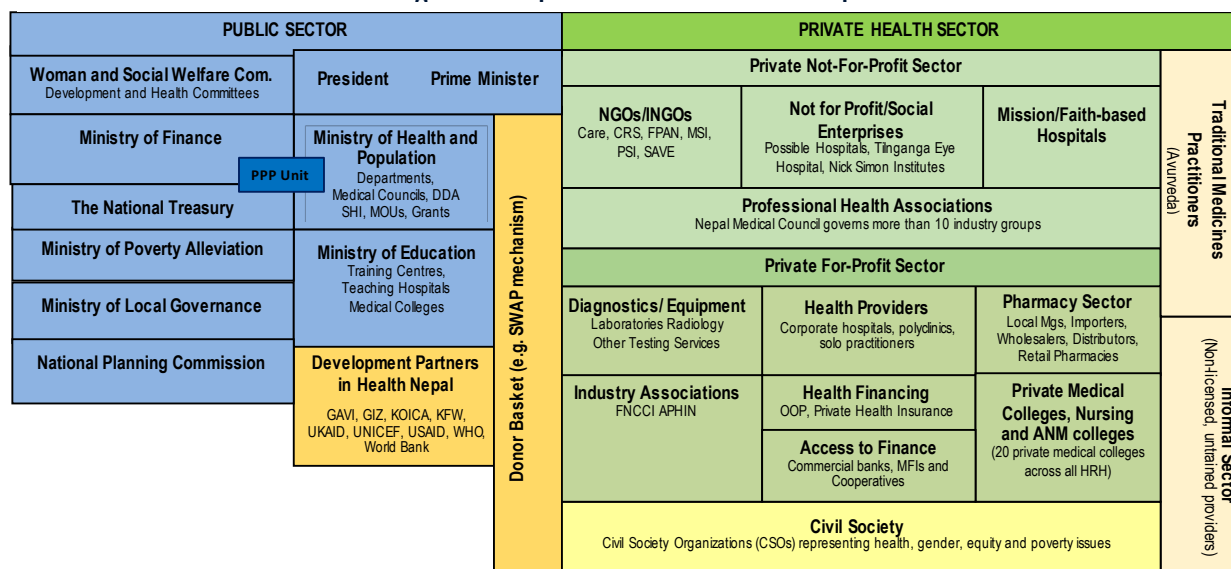 PUBLIC SECTOR
PRIVATE HEALTH SECTOR
Woman and Social Welfare Com.
Development and Health Committees
President
Prime Minister
Ministry of Finance
Ministry of Health and
Population
Departments,
Medical Councils, DDA
SHI, MOUs, Grants
PPP Unit
The National Treasury
Ministry of Poverty Alleviation
Ministry of Education
Training Centres,
Teaching Hospitals
Medical Colleges
Ministry of Local Governance
National Planning Commission
Development Partners
in Health Nepal
GAVI, GIZ, KOICA, KFW,
UKAID, UNICEF, USAID, WHO,
World Bank
Donor Basket (e.g. SWAP mechanism)
Private Not-For-Profit Sector
NGOs/INGOs
Care, CRS, FPAN, MSI,
PSI, SAVE
Not for Profit/Social
Enterprises
Possible Hospitals, Tilnganga Eye
Hospital, Nick Simon Institutes
Mission/Faith-based
Hospitals
Professional Health Associations
Nepal Medical Council governs more than 10 industry groups
Private For-Profit Sector
Diagnostics/ Equipment
Laboratories Radiology
Other Testing Services
Health Providers
Corporate hospitals, polyclinics,
solo practitioners
Pharmacy Sector
Local Mgs, Importers,
Wholesalers, Distributors,
Retail Pharmacies
Industry Associations
FNCCI APHIN
Health Financing
OOP, Private Health Insurance
Access to Finance
Commercial banks, MFIs and
Cooperatives
Private Medical
Colleges, Nursing
and ANM colleges
(20 private medical colleges
across all HRH)
Civil Society
Civil Society Organizations (CSOs) representing health, gender, equity and poverty issues
Traditional Medicines
Practitioners
(Ayurveda)
Informal Sector
(Non-licensed, untrained
providers)